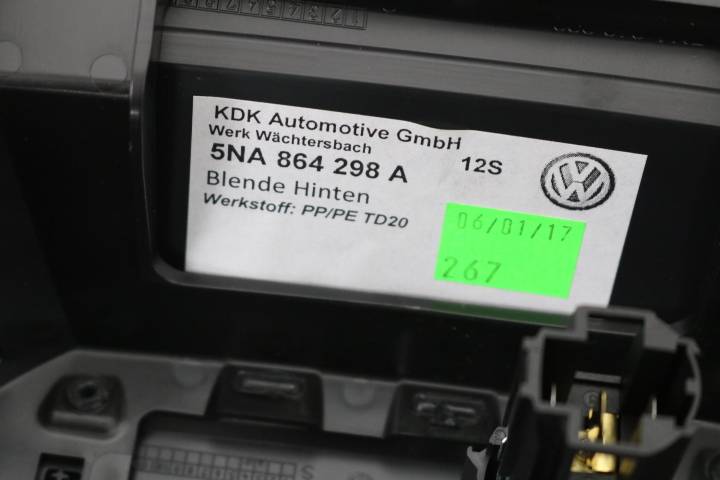 KDK Automotive GmbH
Werk Wächtersbach
5NA 864 298 A 12S
Blende Hinten
Werkstoff: PP/PE TD20
06/01/17
267